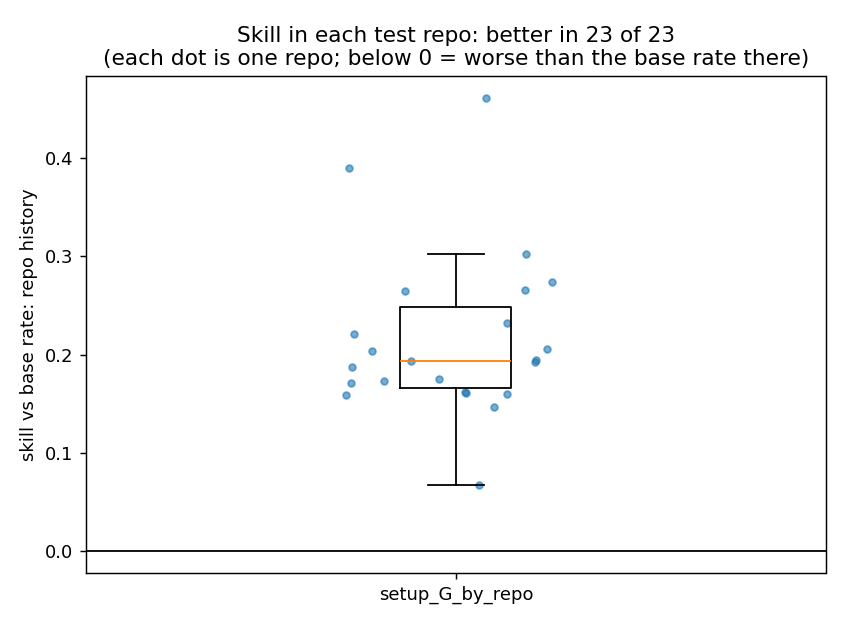 Skill in each test repo: better in 23 of 23
(each dot is one repo; below 0 = worse than the base rate there)
skill vs base rate: repo history
0.4
0.3
0.2
0.1
0.0
setup_G_by_repo